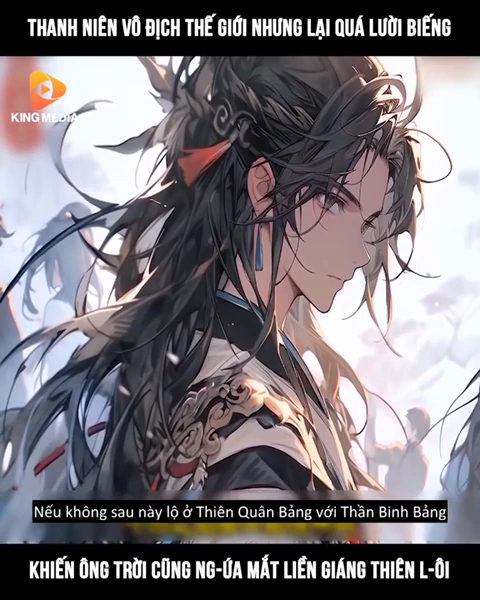 THANH NIÊN VÔ ĐỊCH THẾ GIỚI NHƯNG LẠI QUÁ LƯỜI BIẾNG
KING MEDIA
Nếu không sau này lộ ở Thiên Quân Bảng với Thần Binh Bảng
KHIẾN ÔNG TRỜI CŨNG NG-ỨA MẮT LIỀN GIÁNG THIÊN L-ÔI